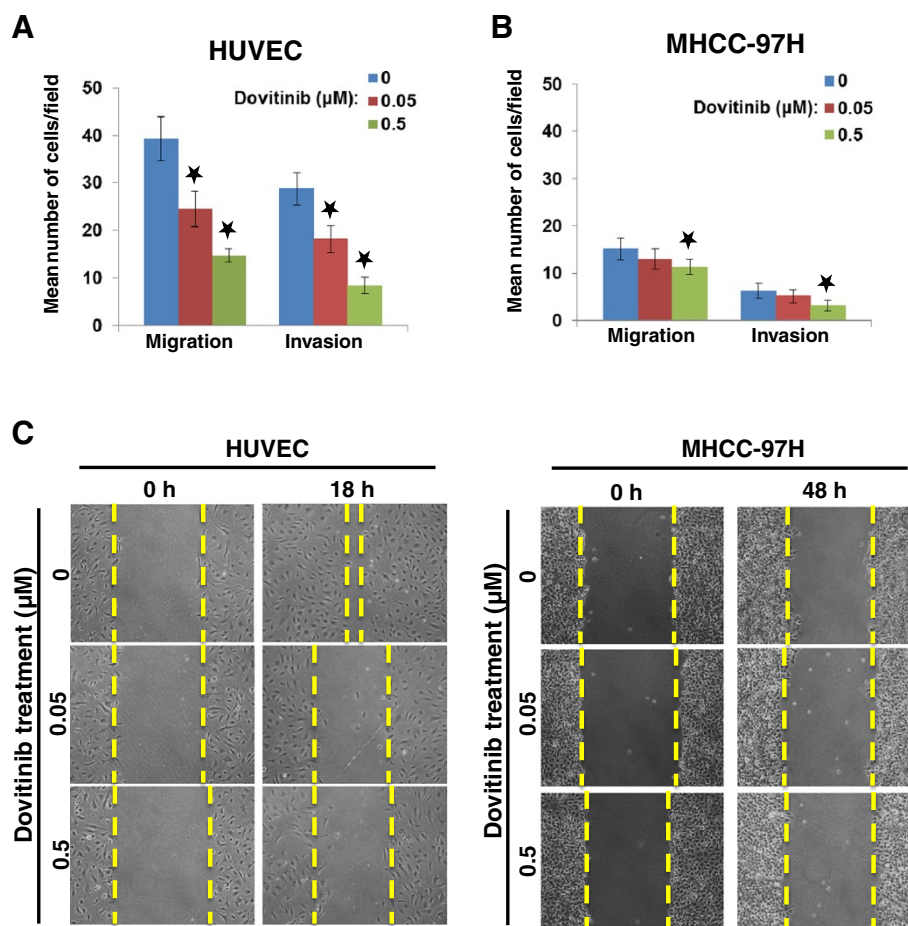 A
HUVEC
Mean number of cells/field
50
40
30
20
10
0
Dovitinib (µM):
0
0.05
0.5
Migration
Invasion
B
MHCC-97H
Mean number of cells/field
50
40
30
20
10
0
Dovitinib (µM):
0
0.05
0.5
Migration
Invasion
C
HUVEC
0 h
18 h
Dovitinib treatment (µM)
0
0.05
0.5
MHCC-97H
0 h
48 h
Dovitinib treatment (µM)
0
0.05
0.5